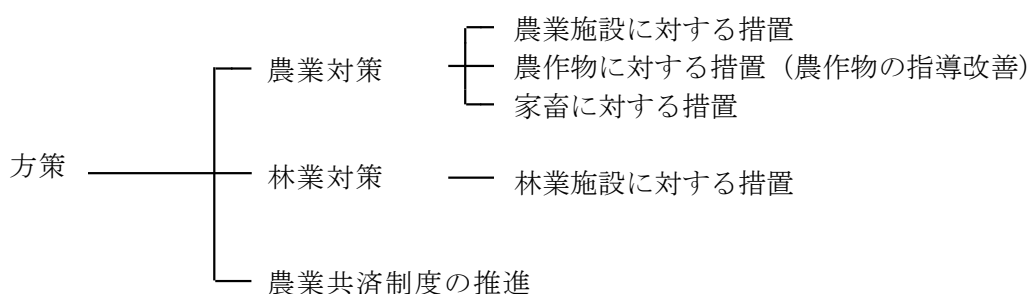 農業施設に対する措置
農業対策
農作物に対する措置（農作物の指導改善）
家畜に対する措置
方策
林業対策
林業施設に対する措置
農業共済制度の推進